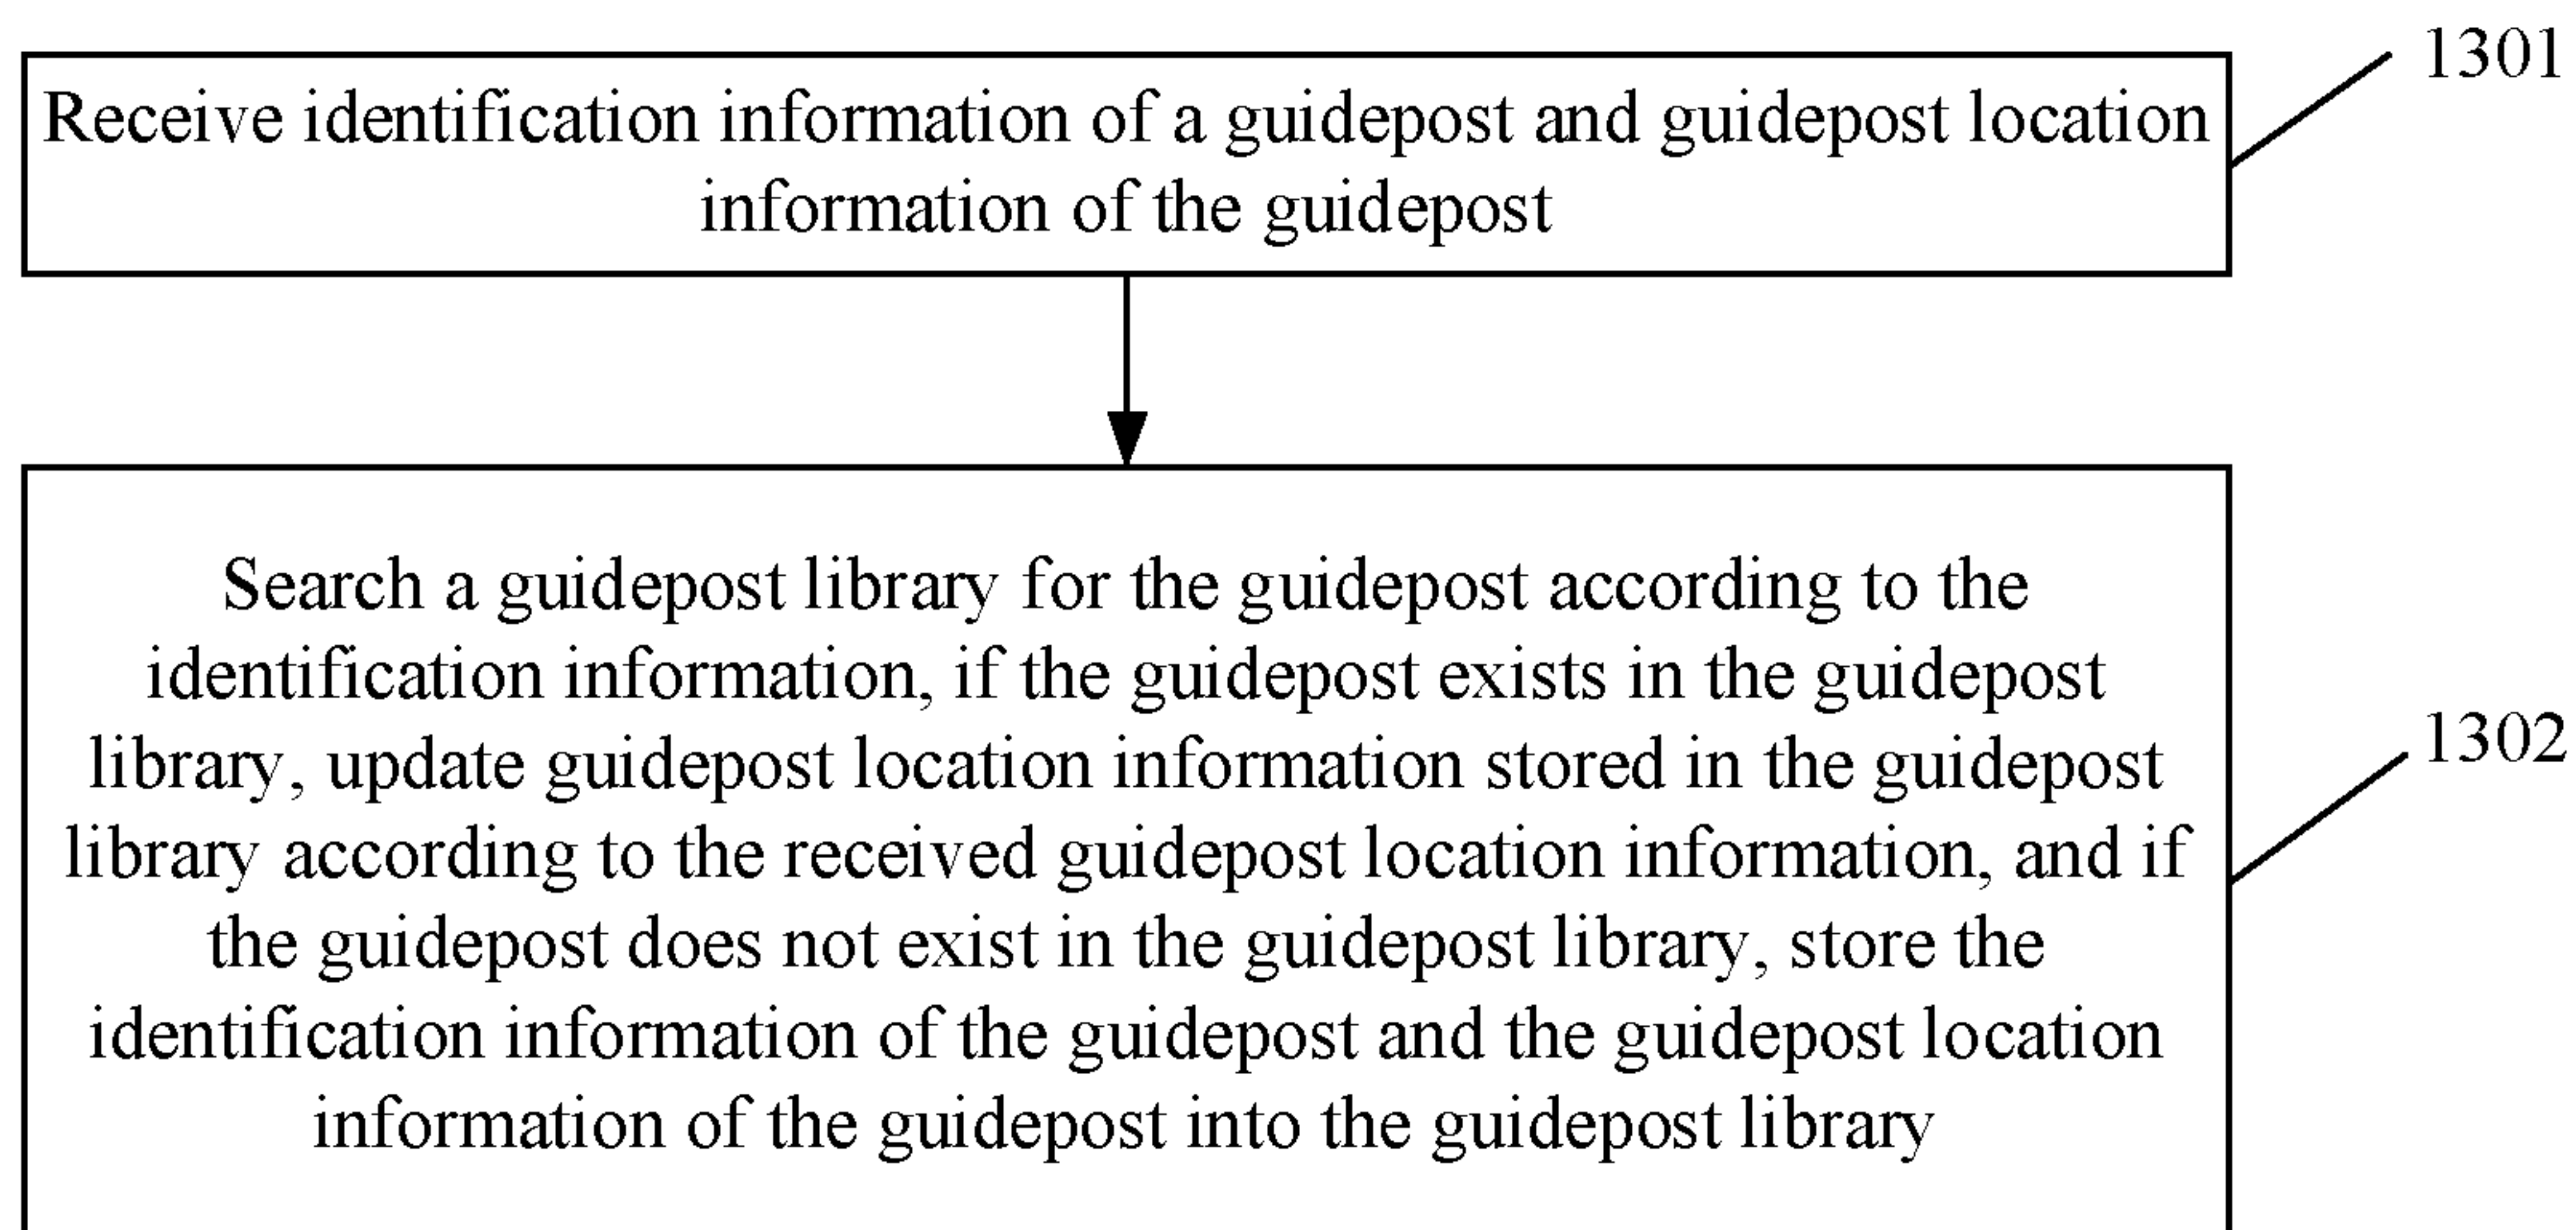 1301
Receive identification information of a guidepost and guidepost location
information of the guidepost
Search a guidepost library for the guidepost according to the
identification information, if the guidepost exists in the guidepost
library, update guidepost location information stored in the guidepost
library according to the received guidepost location information, and if
the guidepost does not exist in the guidepost library, store the
identification information of the guidepost and the guidepost location
information of the guidepost into the guidepost library
1302